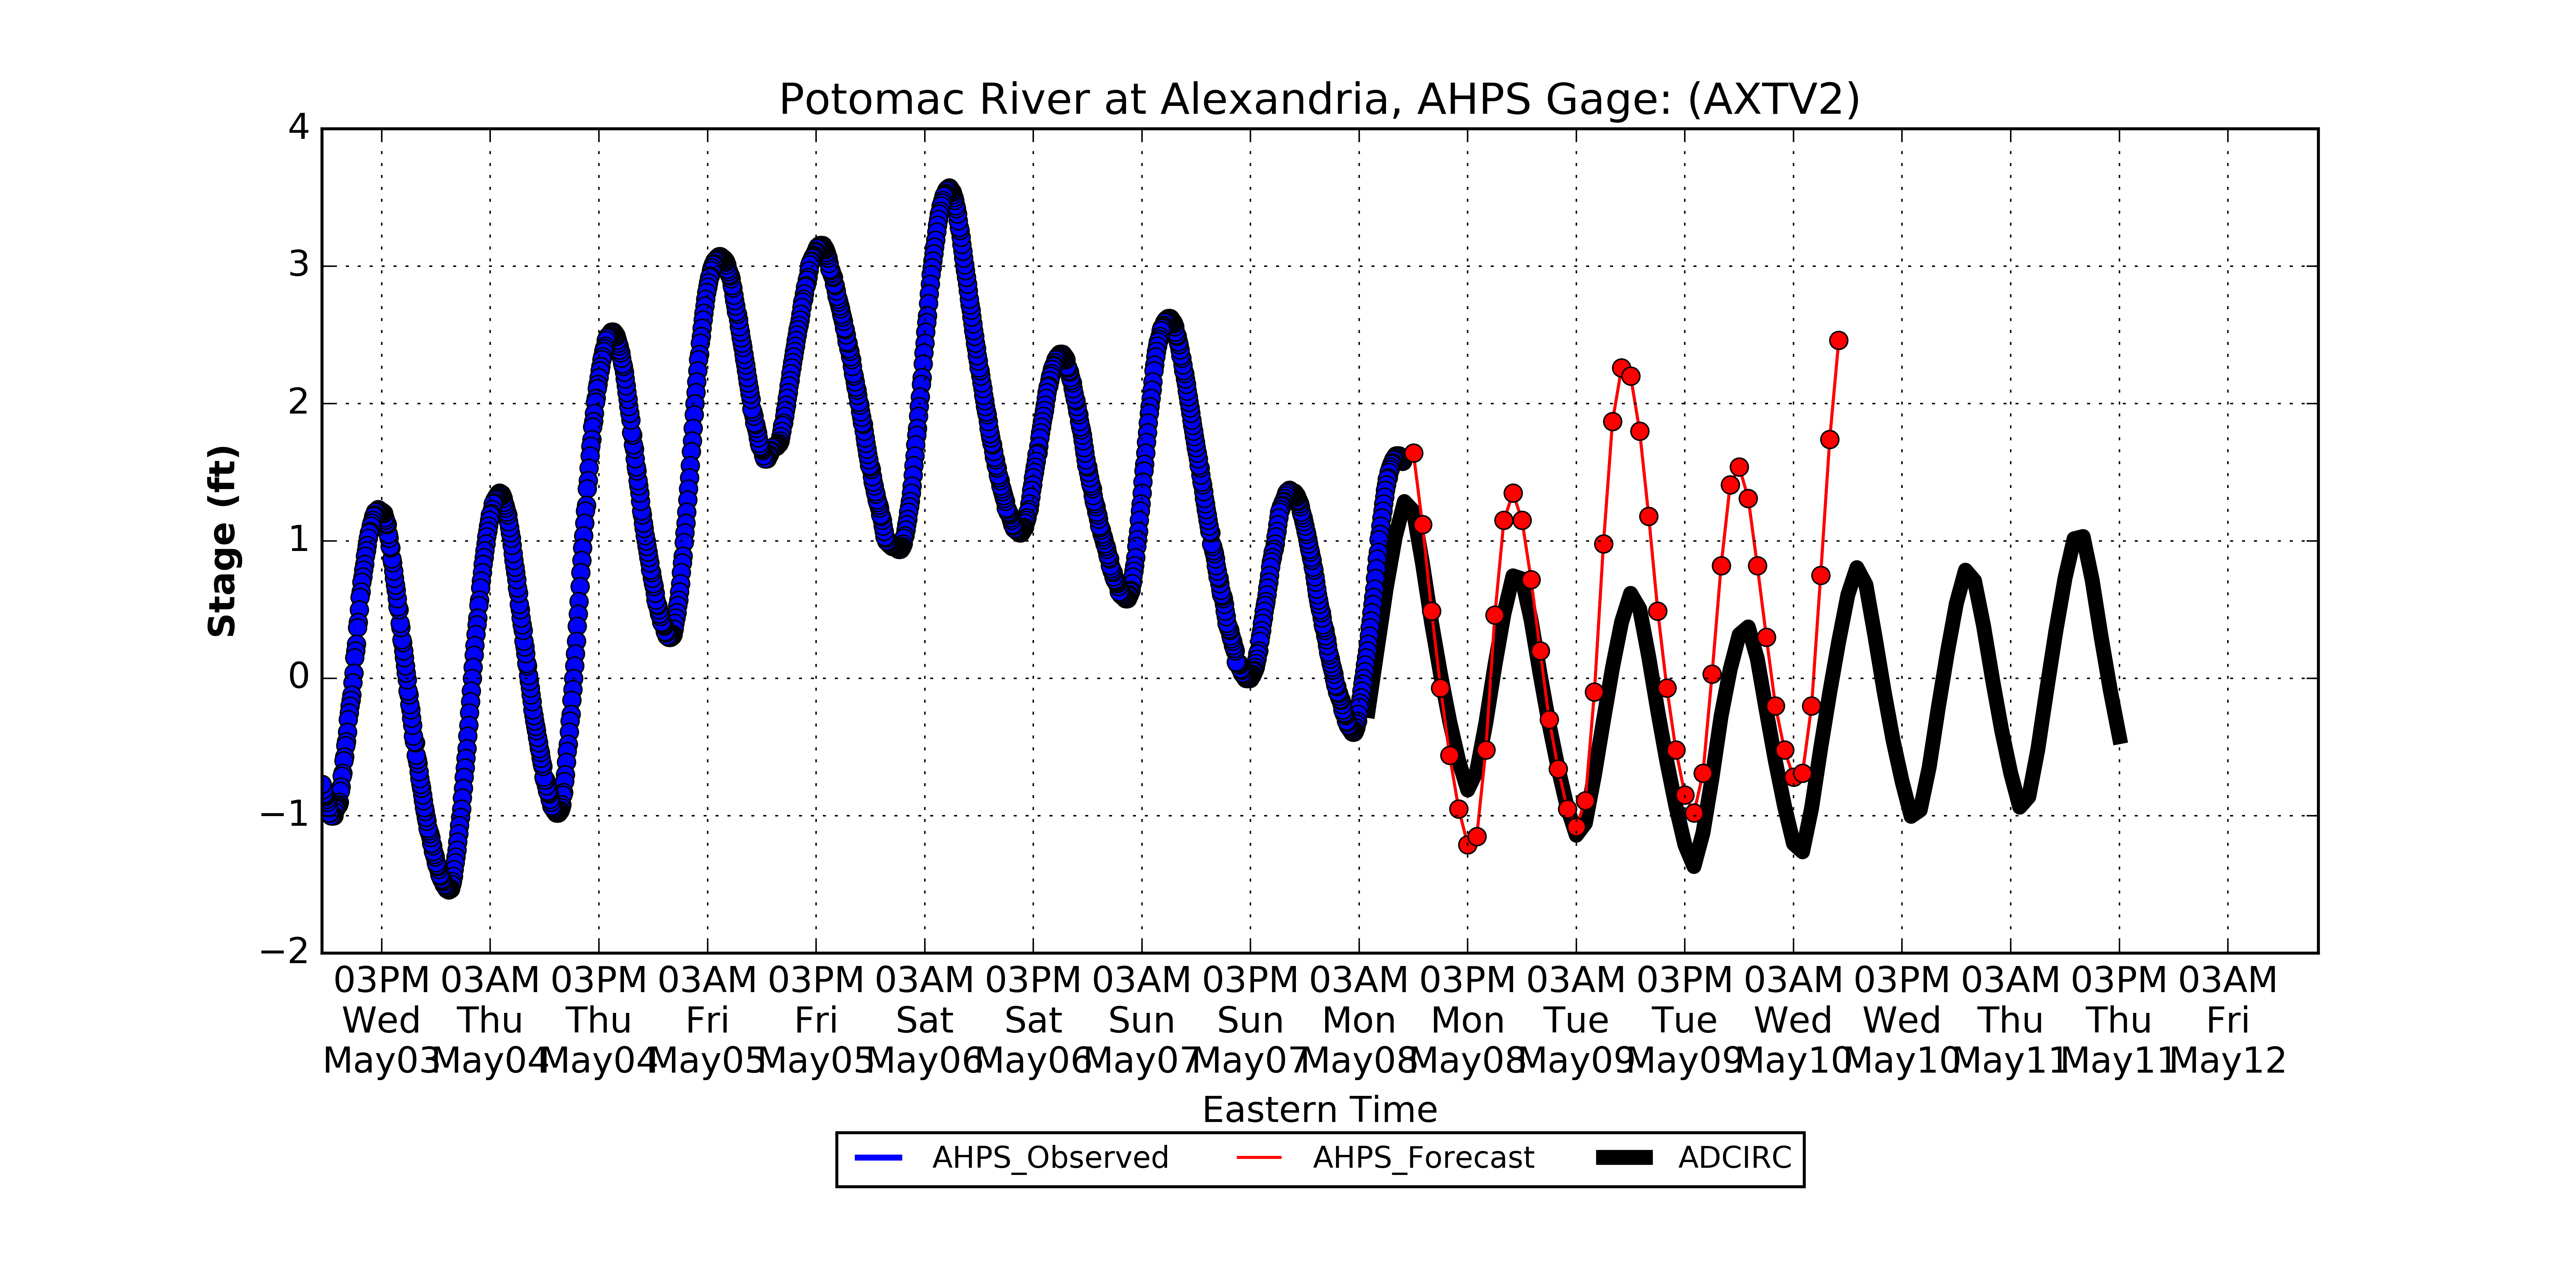 Potomac River at Alexandria, AHPS Gage: (AXTV2)
4
3
2
1
0
−1
−2
Stage (ft)
03PM 03AM 03PM 03AM 03PM 03AM 03PM 03AM 03PM 03AM 03PM 03AM 03PM 03AM 03PM 03AM 03PM 03AM
Wed Thu Thu Fri Fri Sat Sat Sun Sun Mon Mon Tue Tue Wed Wed Thu Thu Fri
May03 May04 May04 May05 May05 May06 May06 May07 May07 May08 May08 May09 May09 May10 May10 May11 May11 May12
Eastern Time
AHPS_Observed AHPS_Forecast ADCIRC